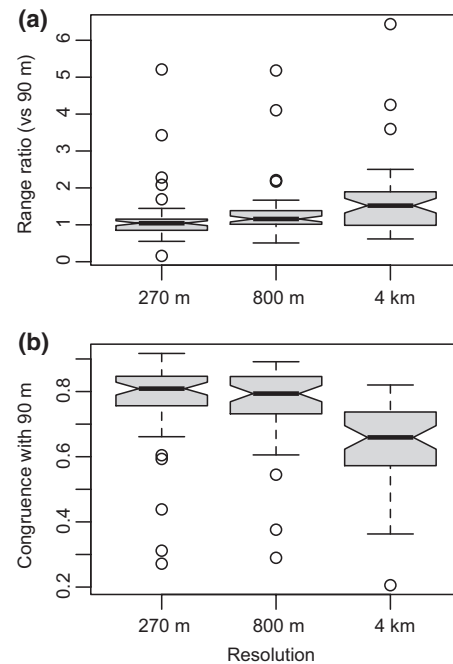 (a)
Range ratio (vs 90 m)
6
5
4
3
2
1
0
270 m 800 m 4 km
(b)
Congruence with 90 m
0.8
0.6
0.4
0.2
270 m 800 m 4 km
Resolution